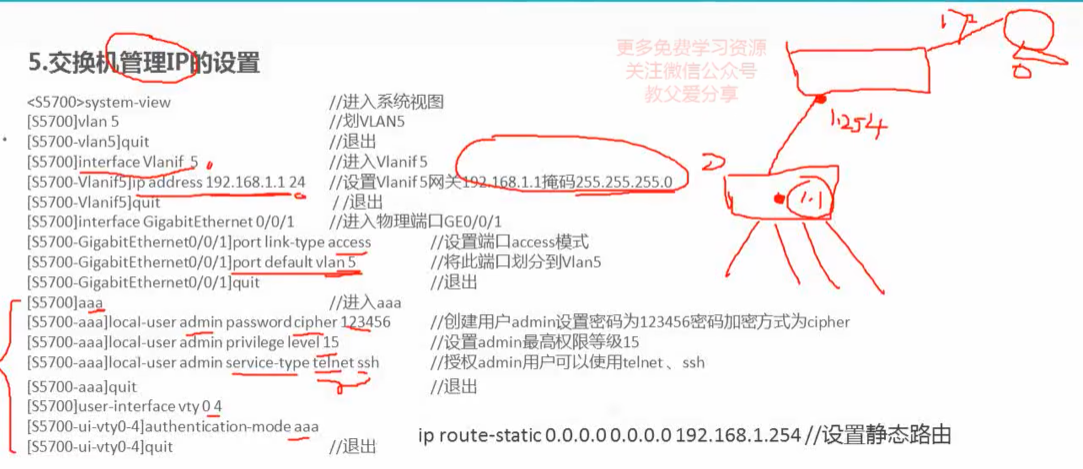 5.交换机管理IP的设置
更多免费学习资源
关注微信公众号
教父爱分享
172
1.254
1.1
<S5700>system-view //进入系统视图
[S5700]vlan 5 //划VLAN5
[S5700-vlan5]quit //退出
[S5700]interface Vlanif 5 //进入Vlanif 5
[S5700-Vlanif5]ip address 192.168.1.1 24 //设置Vlanif 5网关192.168.1.1掩码255.255.255.0
[S5700-Vlanif5]quit //退出
[S5700]interface GigabitEthernet 0/0/1 //进入物理端口GE0/0/1
[S5700-GigabitEthernet0/0/1]port link-type access //设置端口access模式
[S5700-GigabitEthernet0/0/1]port default vlan 5 //将此端口划分到Vlan5
[S5700-GigabitEthernet0/0/1]quit //退出
[S5700]aaa //进入aaa
[S5700-aaa]local-user admin password cipher 123456 //创建用户admin设置密码为123456密码加密方式为cipher
[S5700-aaa]local-user admin privilege level 15 //设置admin最高权限等级15
[S5700-aaa]local-user admin service-type telnet ssh //授权admin用户可以使用telnet、ssh
[S5700-aaa]quit //退出
[S5700]user-interface vty 0 4
[S5700-ui-vty0-4]authentication-mode aaa
[S5700-ui-vty0-4]quit //退出
ip route-static 0.0.0.0 0.0.0.0 192.168.1.254 //设置静态路由